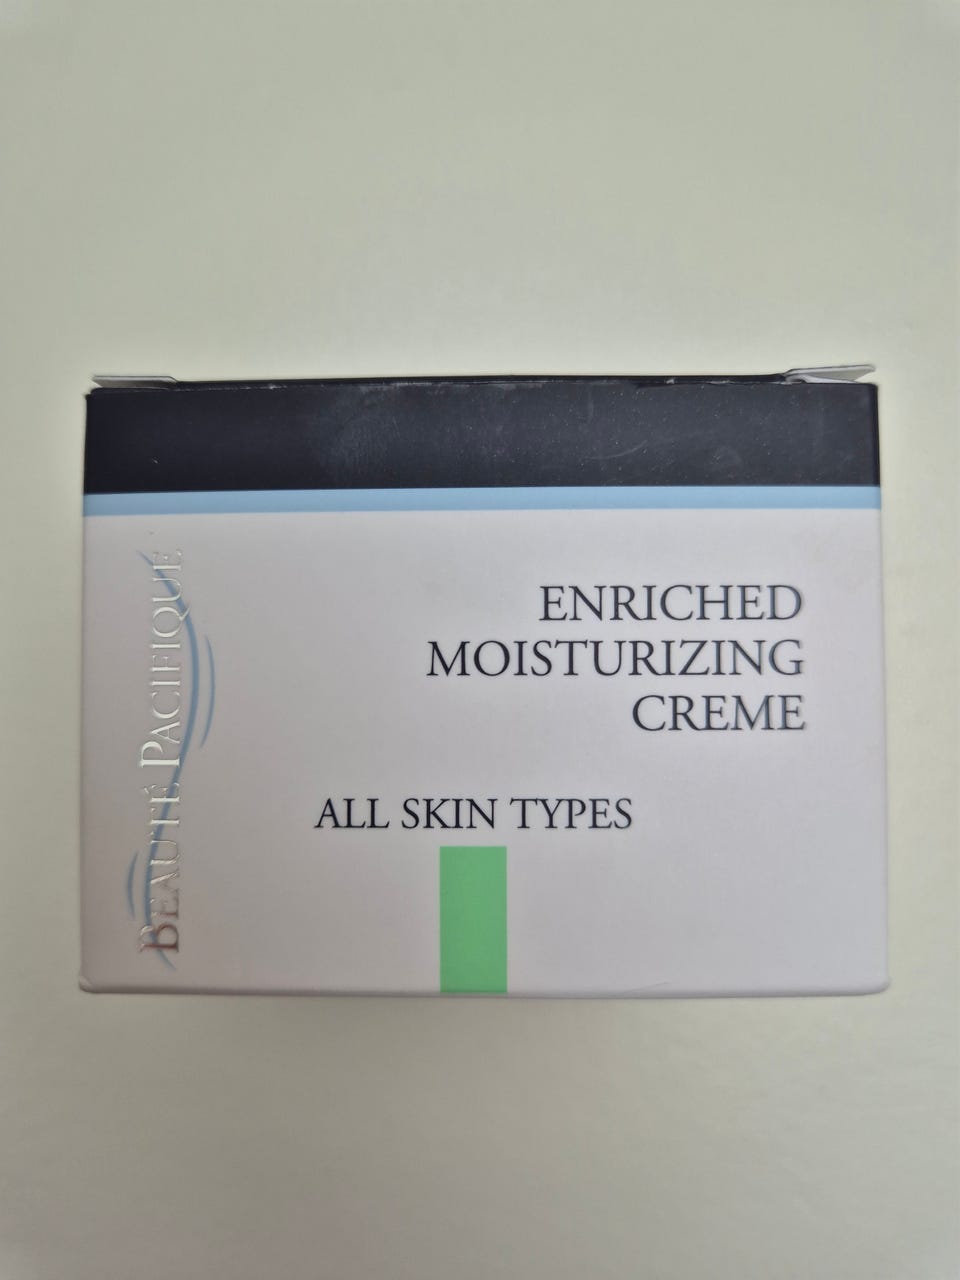 ENRICHED
MOISTURIZING
CREME
ALL SKIN TYPES
BEAUTÉ PACIFIQUE